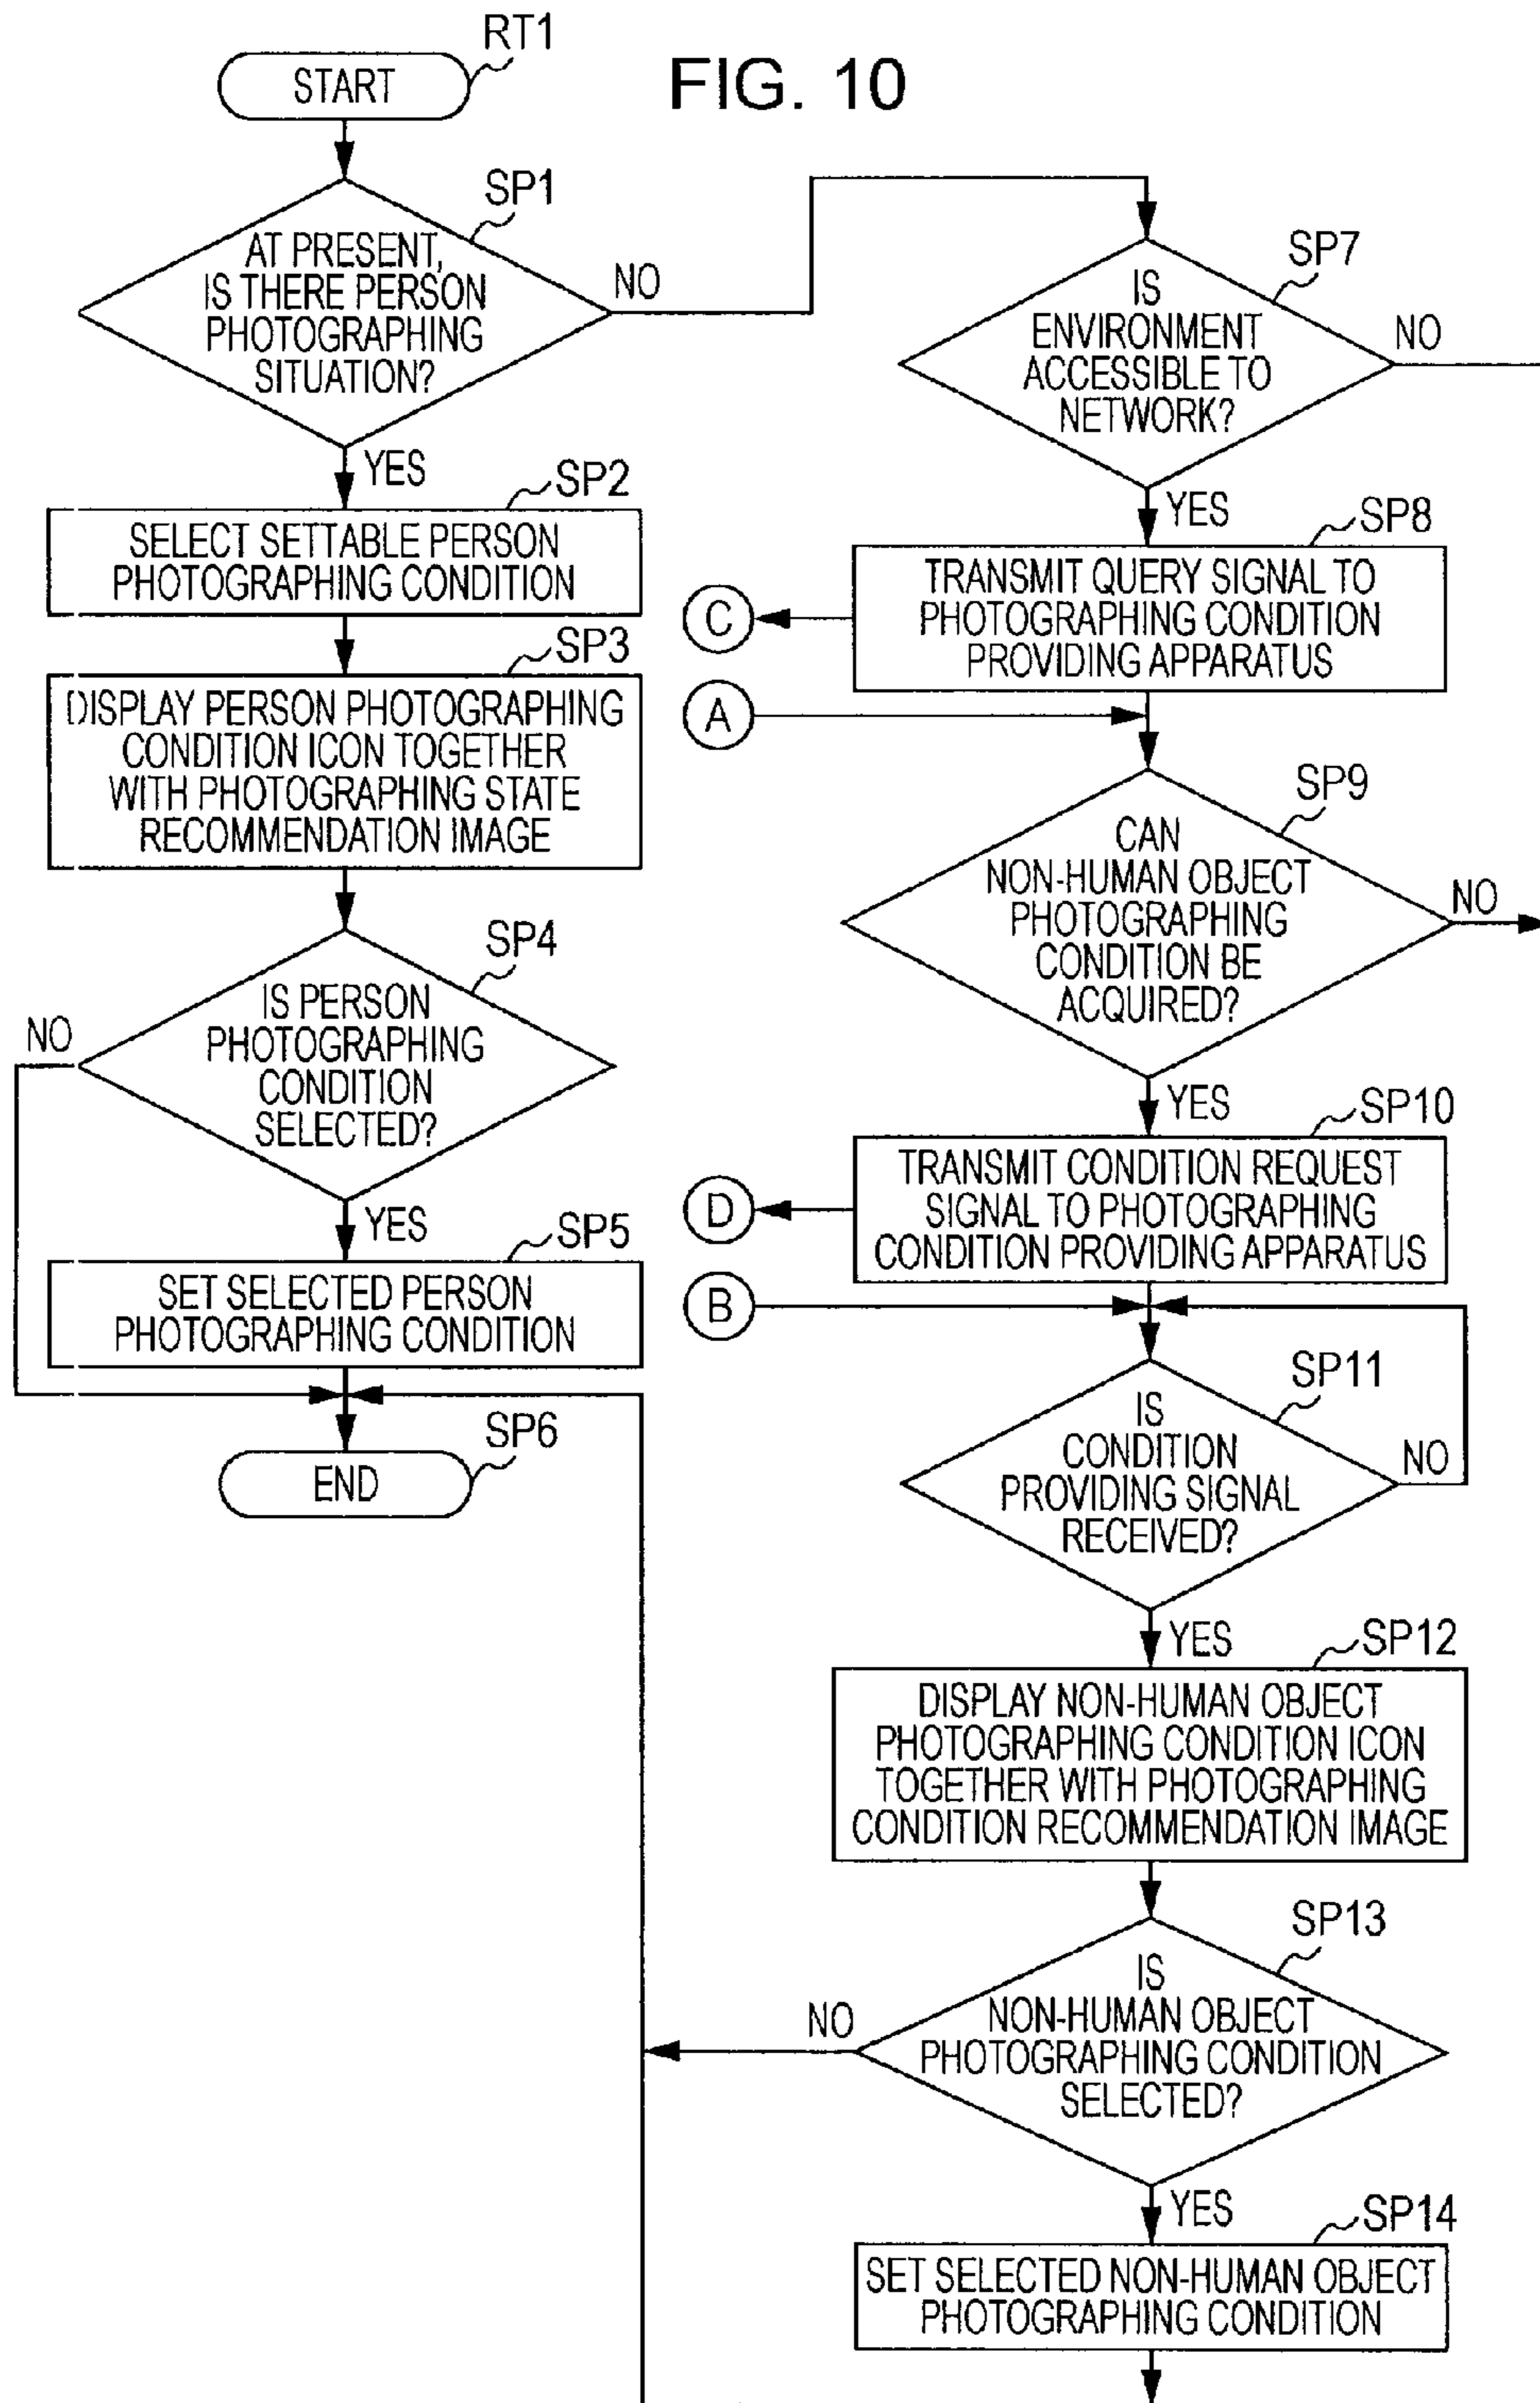 FIG. 10
RT1
START
SP1
AT PRESENT,
IS THERE PERSON
PHOTOGRAPHING
SITUATION?
NO
YES
SP2
SELECT SETTABLE PERSON
PHOTOGRAPHING CONDITION
SP3
DISPLAY PERSON PHOTOGRAPHING
CONDITION ICON TOGETHER
WITH PHOTOGRAPHING STATE
RECOMMENDATION IMAGE
SP4
IS PERSON
PHOTOGRAPHING
CONDITION
SELECTED?
NO
YES
SP5
SET SELECTED PERSON
PHOTOGRAPHING CONDITION
SP6
END
SP7
IS
ENVIRONMENT
ACCESSIBLE TO
NETWORK?
NO
YES
SP8
TRANSMIT QUERY SIGNAL TO
PHOTOGRAPHING CONDITION
PROVIDING APPARATUS
C
A
SP9
CAN
NON-HUMAN OBJECT
PHOTOGRAPHING
CONDITION BE
ACQUIRED?
NO
YES
SP10
TRANSMIT CONDITION REQUEST
SIGNAL TO PHOTOGRAPHING
CONDITION PROVIDING APPARATUS
D
B
SP11
IS
CONDITION
PROVIDING SIGNAL
RECEIVED?
NO
YES
SP12
DISPLAY NON-HUMAN OBJECT
PHOTOGRAPHING CONDITION ICON
TOGETHER WITH PHOTOGRAPHING
CONDITION RECOMMENDATION IMAGE
SP13
IS
NON-HUMAN OBJECT
PHOTOGRAPHING CONDITION
SELECTED?
NO
YES
SP14
SET SELECTED NON-HUMAN OBJECT
PHOTOGRAPHING CONDITION